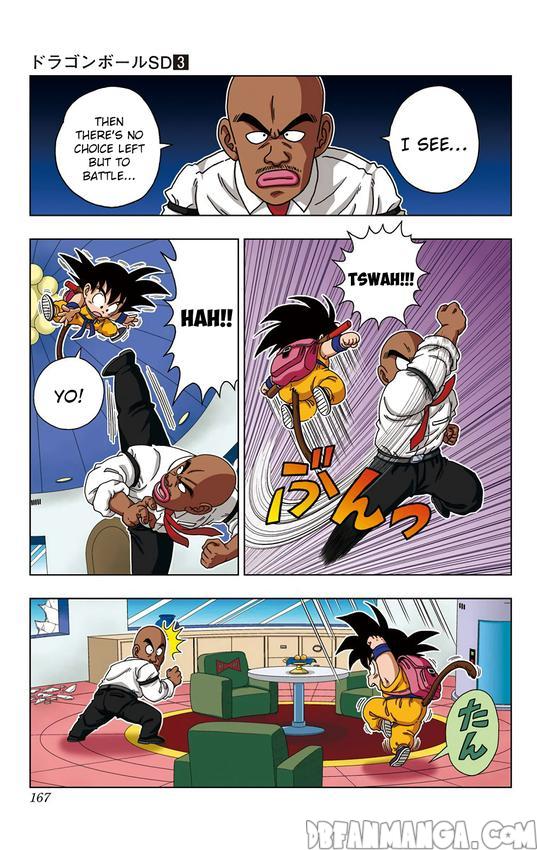 ドラゴンボールSD3
I SEE...
THEN
THERE'S NO
CHOICE LEFT
BUT TO
BATTLE...
TSWAH!!!
ぶんっ
HAH!!
YO!
たん
167
DBFANMANGA.COM